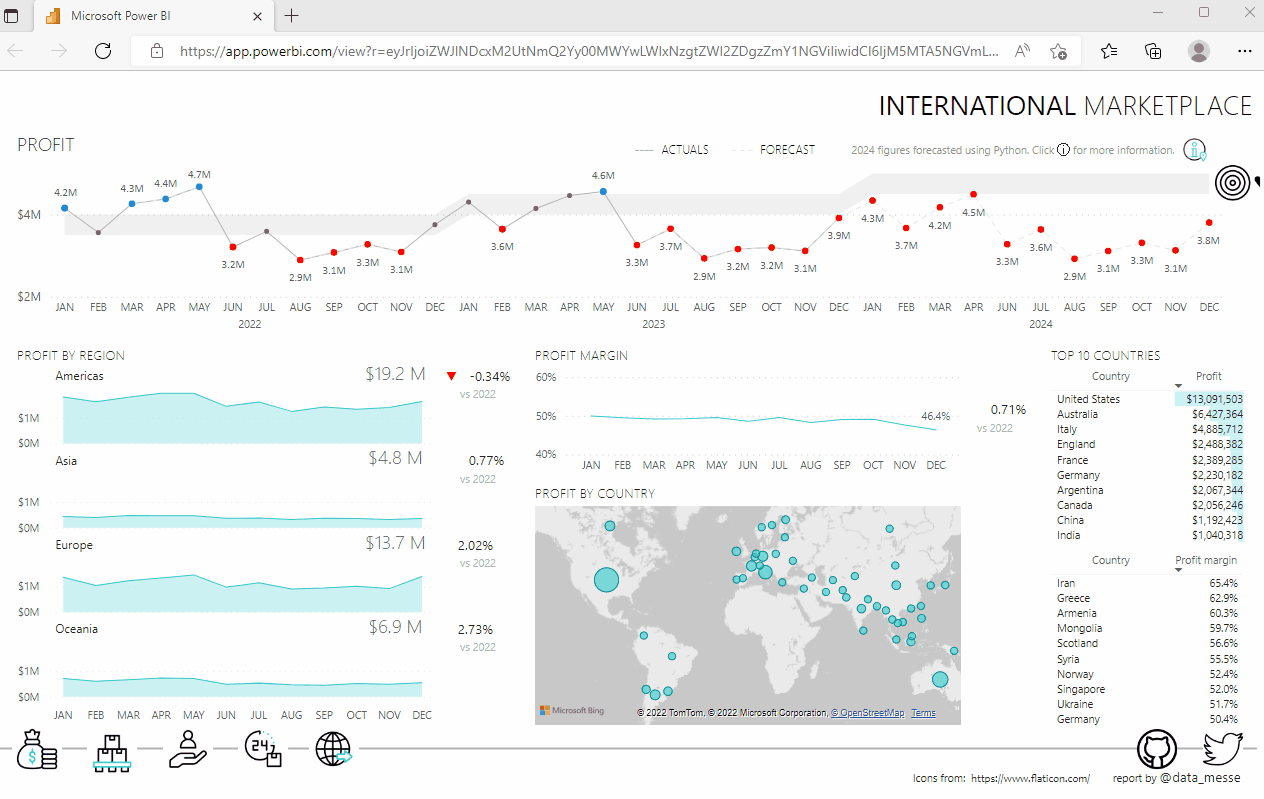 Microsoft Power BI
https://app.powerbi.com/view?r=eyJrIjoiZWJlNDcxM2UtNmQ2Yy00MWYwLWIxNzgtZWI2ZDgzZmY1NGViIiwidCI6IjM5MTA5NGVmL...
INTERNATIONAL MARKETPLACE
PROFIT
ACTUALS
FORECAST
2024 figures forecasted using Python. Click i for more information.
$4M
$2M
4.2M 4.3M 4.4M 4.7M 3.2M 2.9M 3.1M 3.3M 3.1M 3.6M 4.6M 3.3M 3.7M 2.9M 3.2M 3.2M 3.1M 3.9M 4.3M 3.7M 4.2M 4.5M 3.3M 3.6M 2.9M 3.1M 3.3M 3.1M 3.8M
JAN FEB MAR APR MAY JUN JUL AUG SEP OCT NOV DEC JAN FEB MAR APR MAY JUN JUL AUG SEP OCT NOV DEC JAN FEB MAR APR MAY JUN JUL AUG SEP OCT NOV DEC
2022 2023 2024
PROFIT BY REGION
Americas $19.2 M -0.34%
vs 2022
$1M
$0M
Asia $4.8 M 0.77%
vs 2022
$1M
$0M
Europe $13.7 M 2.02%
vs 2022
$1M
$0M
Oceania $6.9 M 2.73%
vs 2022
$1M
$0M
JAN FEB MAR APR MAY JUN JUL AUG SEP OCT NOV DEC
PROFIT MARGIN
60%
50%
40%
46.4%
0.71%
vs 2022
JAN FEB MAR APR MAY JUN JUL AUG SEP OCT NOV DEC
PROFIT BY COUNTRY
Microsoft Bing
© 2022 TomTom, © 2022 Microsoft Corporation, © OpenStreetMap Terms
TOP 10 COUNTRIES
Country Profit
United States $13,091,503
Australia $6,427,364
Italy $4,885,712
England $2,488,382
France $2,389,285
Germany $2,230,182
Argentina $2,067,344
Canada $2,056,246
China $1,192,423
India $1,040,318
Country Profit margin
Iran 65.4%
Greece 62.9%
Armenia 60.3%
Mongolia 59.7%
Scotland 56.6%
Syria 55.5%
Norway 52.4%
Singapore 52.0%
Ukraine 51.7%
Germany 50.4%
$
24/7
Icons from: https://www.flaticon.com/
report by @data_messe